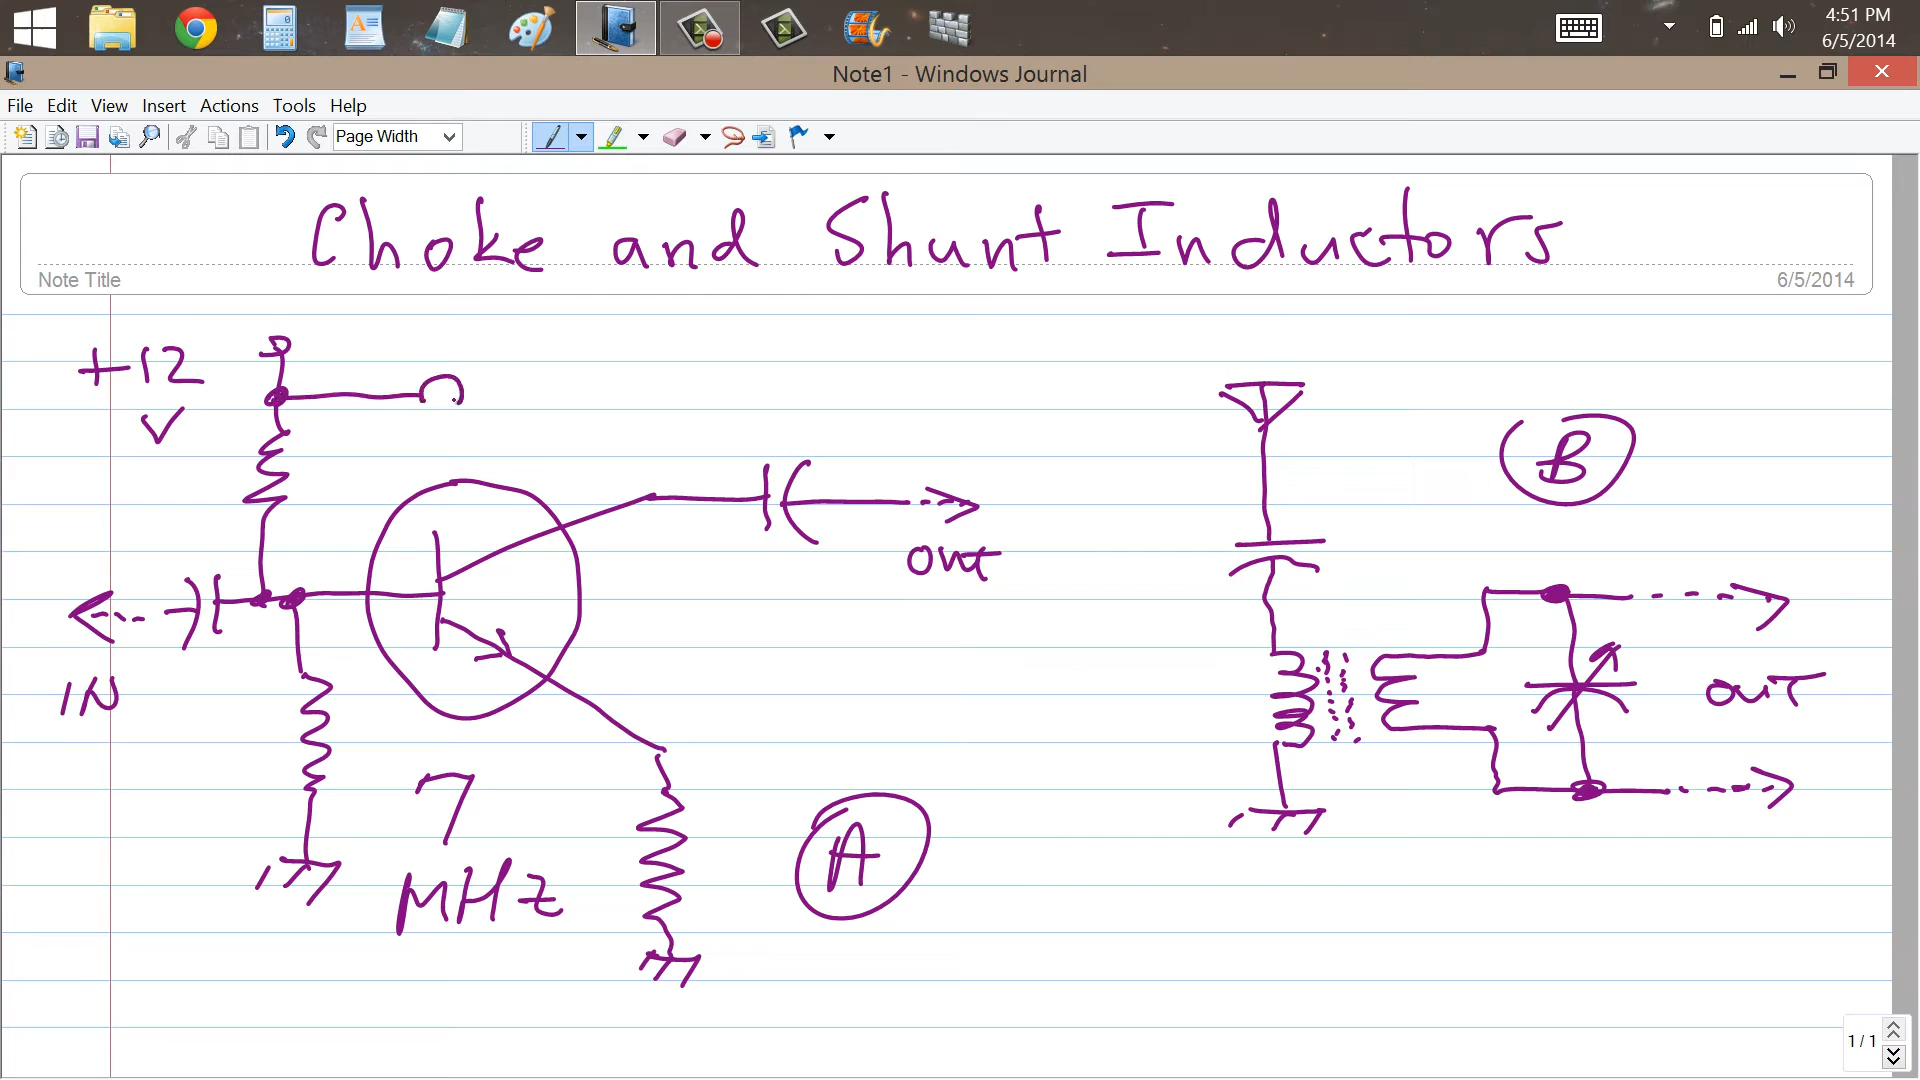 4:51 PM
6/5/2014
Note1 - Windows Journal
File Edit View Insert Actions Tools Help
Page Width
Choke and Shunt Inductors
Note Title
6/5/2014
+12
V
B
OUT
IN
OUT
7
MHz
A
1 / 1